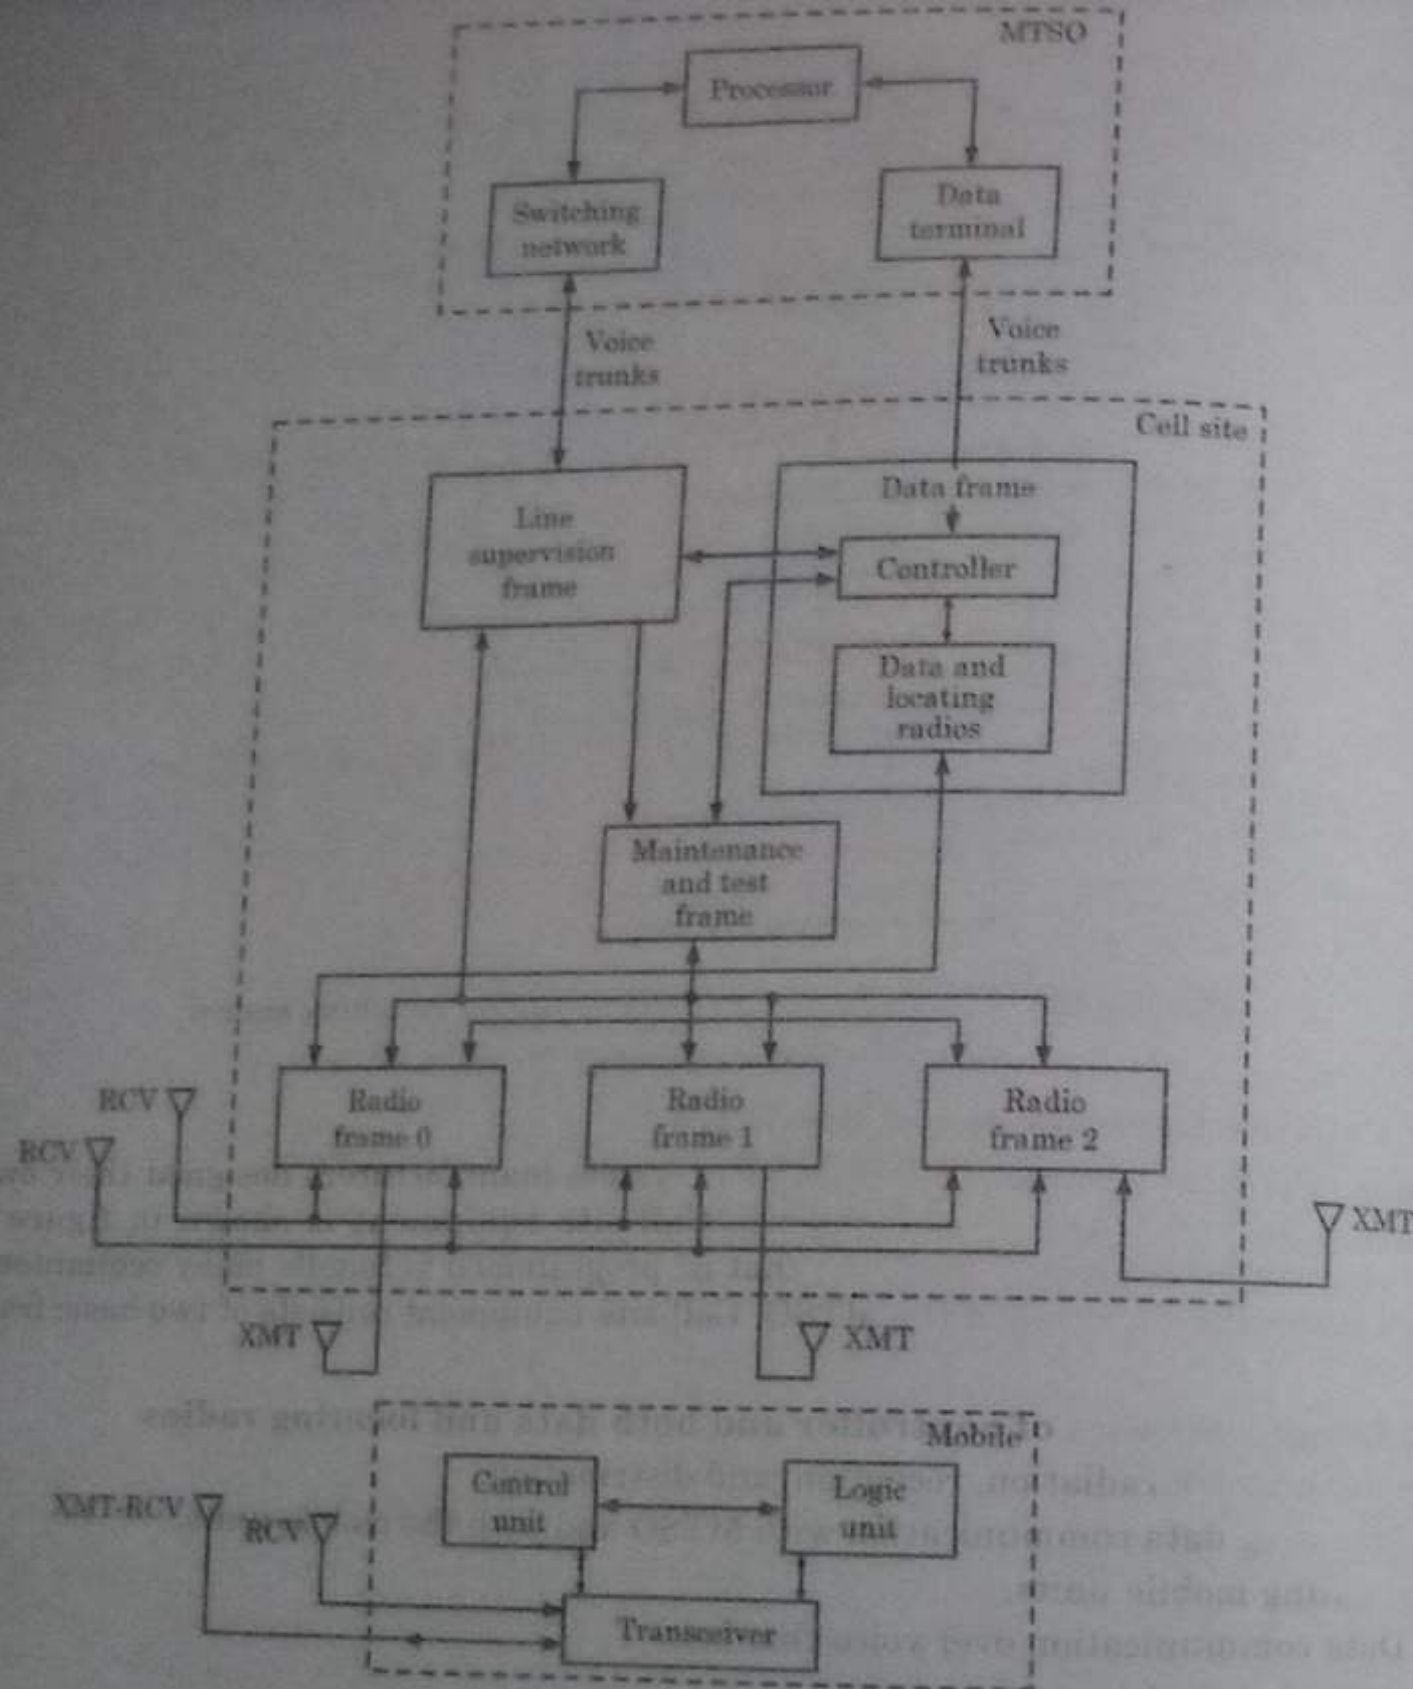 MTSO
Processor
Switching
network
Data
terminal
Voice
trunks
Voice
trunks
Cell site
Line
supervision
frame
Data frame
Controller
Data and
locating
radios
Maintenance
and test
frame
RCV
RCV
Radio
frame 0
Radio
frame 1
Radio
frame 2
XMT
XMT
XMT
Mobile
Control
unit
Logic
unit
XMT-RCV
RCV
Transceiver